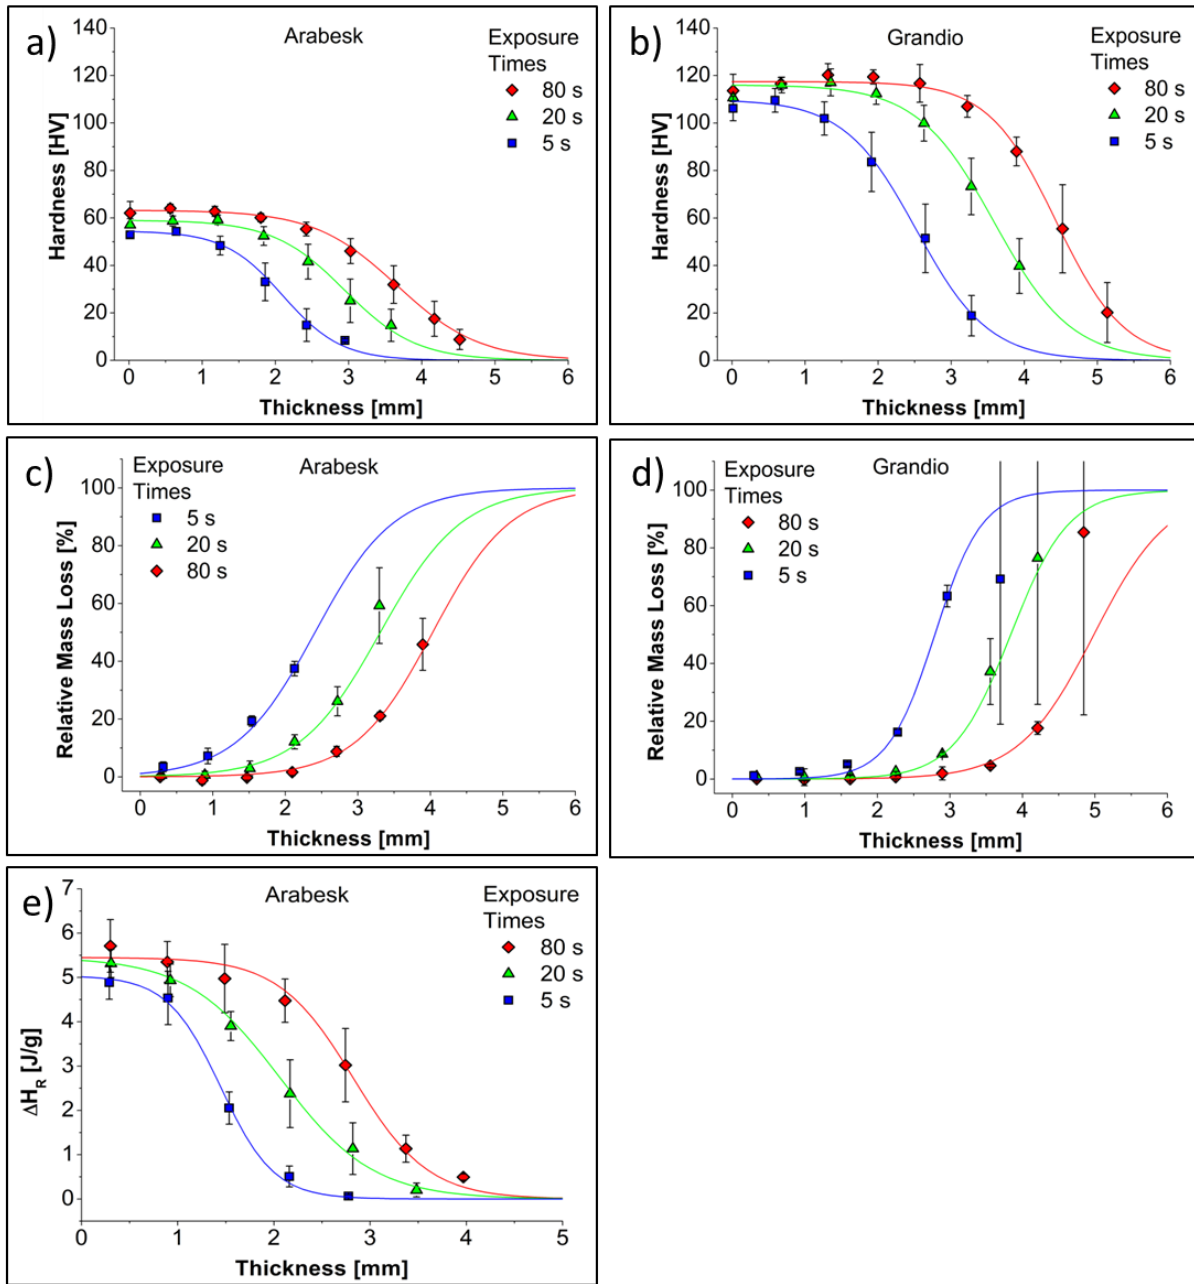 a)
Arabesk
Exposure
Times
80 s
20 s
5 s
140
120
100
80
60
40
20
0
Hardness [HV]
0 1 2 3 4 5 6
Thickness [mm]
b)
Grandio
Exposure
Times
80 s
20 s
5 s
140
120
100
80
60
40
20
0
Hardness [HV]
0 1 2 3 4 5 6
Thickness [mm]
c)
Exposure
Times
Arabesk
5 s
20 s
80 s
100
80
60
40
20
0
Relative Mass Loss [%]
0 1 2 3 4 5 6
Thickness [mm]
d)
Exposure
Times
Grandio
80 s
20 s
5 s
100
80
60
40
20
0
Relative Mass Loss [%]
0 1 2 3 4 5 6
Thickness [mm]
e)
Arabesk
Exposure
Times
80 s
20 s
5 s
7
6
5
4
3
2
1
0
ΔH_R [J/g]
0 1 2 3 4 5
Thickness [mm]